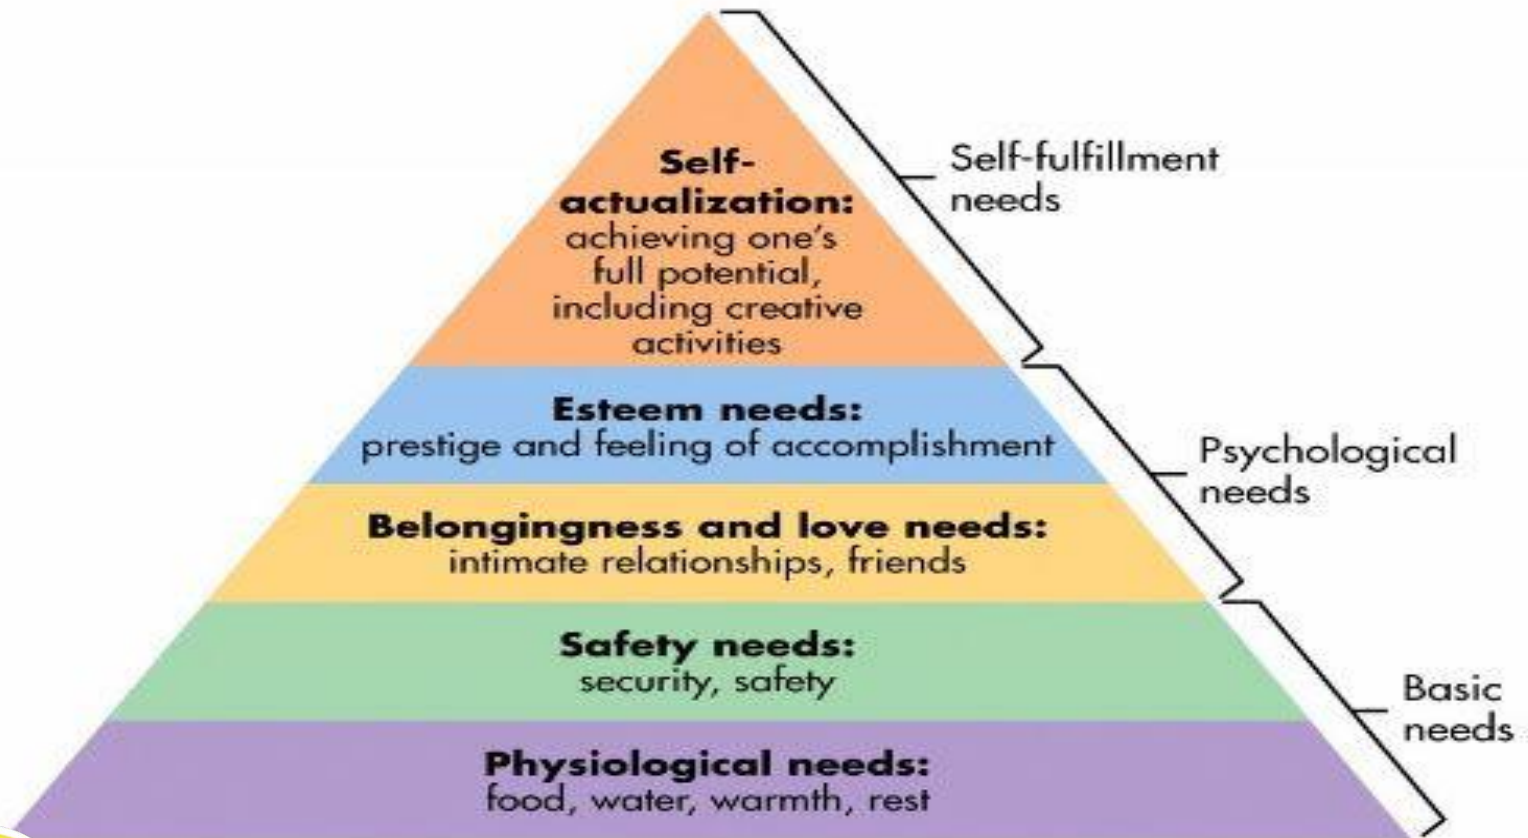 Self-
actualization:
achieving one's
full potential,
including creative
activities
Self-fulfillment
needs
Esteem needs:
prestige and feeling of accomplishment
Belongingness and love needs:
intimate relationships, friends
Psychological
needs
Safety needs:
security, safety
Physiological needs:
food, water, warmth, rest
Basic
needs